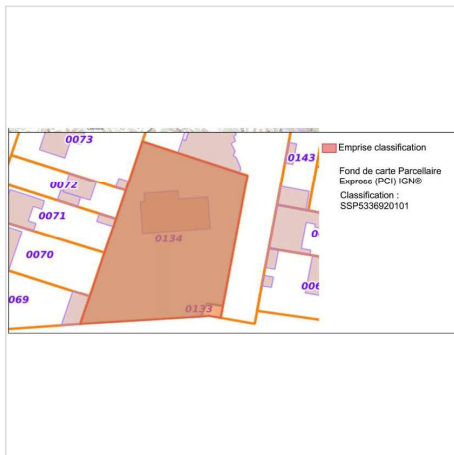 0073
0143
0072
0071
0134
0070
069
0133
Emprise classification
Fond de carte Parcellaire
Express (PCI) IGN®
Classification :
SSP5336920101